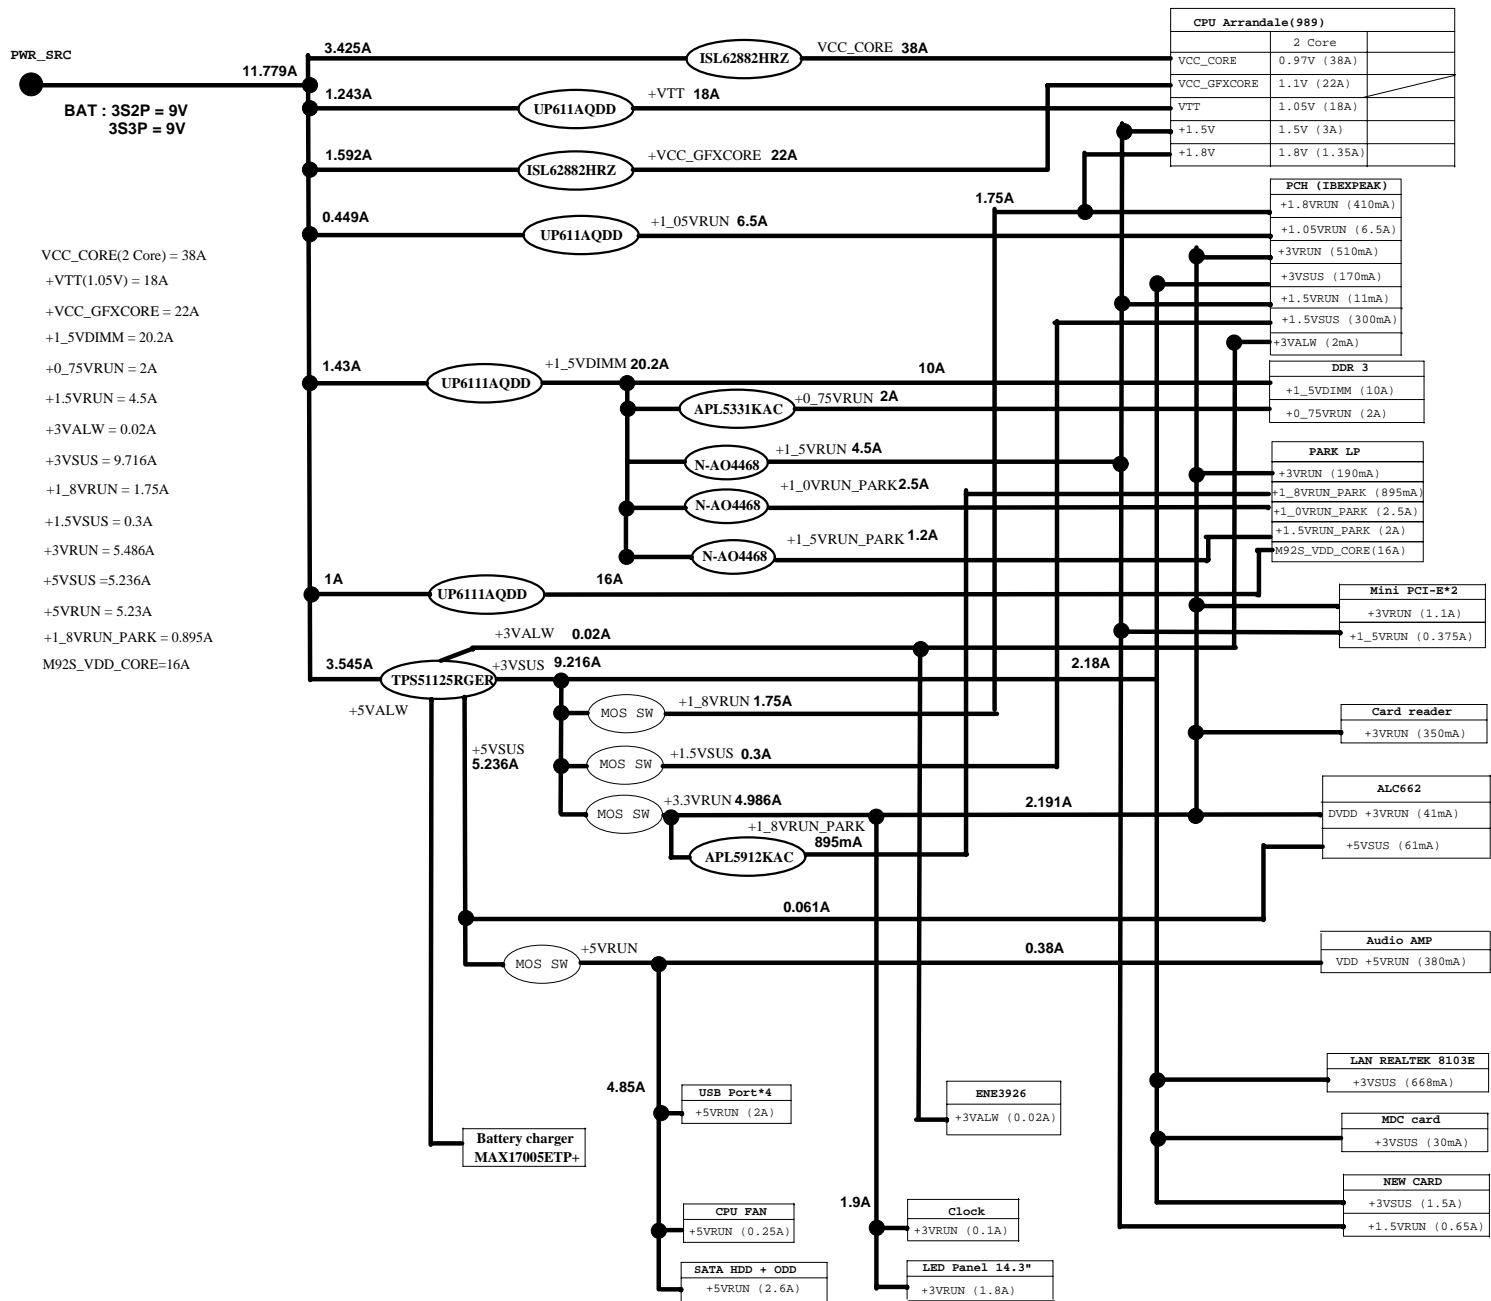 PWR_SRC
11.779A
BAT : 3S2P = 9V
3S3P = 9V
3.425A
ISL62882HRZ
VCC_CORE 38A
1.243A
UP611AQDD
+VTT 18A
1.592A
ISL62882HRZ
+VCC_GFXCORE 22A
0.449A
UP611AQDD
+1_05VRUN 6.5A
1.75A
CPU Arrandale(989)
2 Core
VCC_CORE 0.97V (38A)
VCC_GFXCORE 1.1V (22A)
VTT 1.05V (18A)
+1.5V 1.5V (3A)
+1.8V 1.8V (1.35A)
PCH (IBEXPEAK)
+1.8VRUN (410mA)
+1.05VRUN (6.5A)
+3VRUN (510mA)
+3VSUS (170mA)
+1.5VRUN (11mA)
+1.5VSUS (300mA)
+3VALW (2mA)
VCC_CORE(2 Core) = 38A
+VTT(1.05V) = 18A
+VCC_GFXCORE = 22A
+1_5VDIMM = 20.2A
+0_75VRUN = 2A
+1.5VRUN = 4.5A
+3VALW = 0.02A
+3VSUS = 9.716A
+1_8VRUN = 1.75A
+1.5VSUS = 0.3A
+3VRUN = 5.486A
+5VSUS =5.236A
+5VRUN = 5.23A
+1_8VRUN_PARK = 0.895A
M92S_VDD_CORE=16A
1.43A
UP6111AQDD
+1_5VDIMM 20.2A
10A
APL5331KAC
+0_75VRUN 2A
N-AO4468
+1_5VRUN 4.5A
N-AO4468
+1_0VRUN_PARK 2.5A
N-AO4468
+1_5VRUN_PARK 1.2A
DDR 3
+1_5VDIMM (10A)
+0_75VRUN (2A)
PARK LP
+3VRUN (190mA)
+1_8VRUN_PARK (895mA)
+1_0VRUN_PARK (2.5A)
+1.5VRUN_PARK (2A)
M92S_VDD_CORE(16A)
1A
UP6111AQDD
16A
Mini PCI-E*2
+3VRUN (1.1A)
+1_5VRUN (0.375A)
3.545A
TPS51125RGER
+3VALW 0.02A
+3VSUS 9.216A
2.18A
+5VALW
+5VSUS
5.236A
MOS SW
+1_8VRUN 1.75A
MOS SW
+1.5VSUS 0.3A
MOS SW
+3.3VRUN 4.986A
2.191A
+1_8VRUN_PARK
895mA
APL5912KAC
Card reader
+3VRUN (350mA)
ALC662
DVDD +3VRUN (41mA)
+5VSUS (61mA)
0.061A
MOS SW
+5VRUN
0.38A
Audio AMP
VDD +5VRUN (380mA)
4.85A
USB Port*4
+5VRUN (2A)
ENE3926
+3VALW (0.02A)
LAN REALTEK 8103E
+3VSUS (668mA)
MDC card
+3VSUS (30mA)
Battery charger
MAX17005ETP+
NEW CARD
+3VSUS (1.5A)
+1.5VRUN (0.65A)
CPU FAN
+5VRUN (0.25A)
1.9A
Clock
+3VRUN (0.1A)
SATA HDD + ODD
+5VRUN (2.6A)
LED Panel 14.3"
+3VRUN (1.8A)